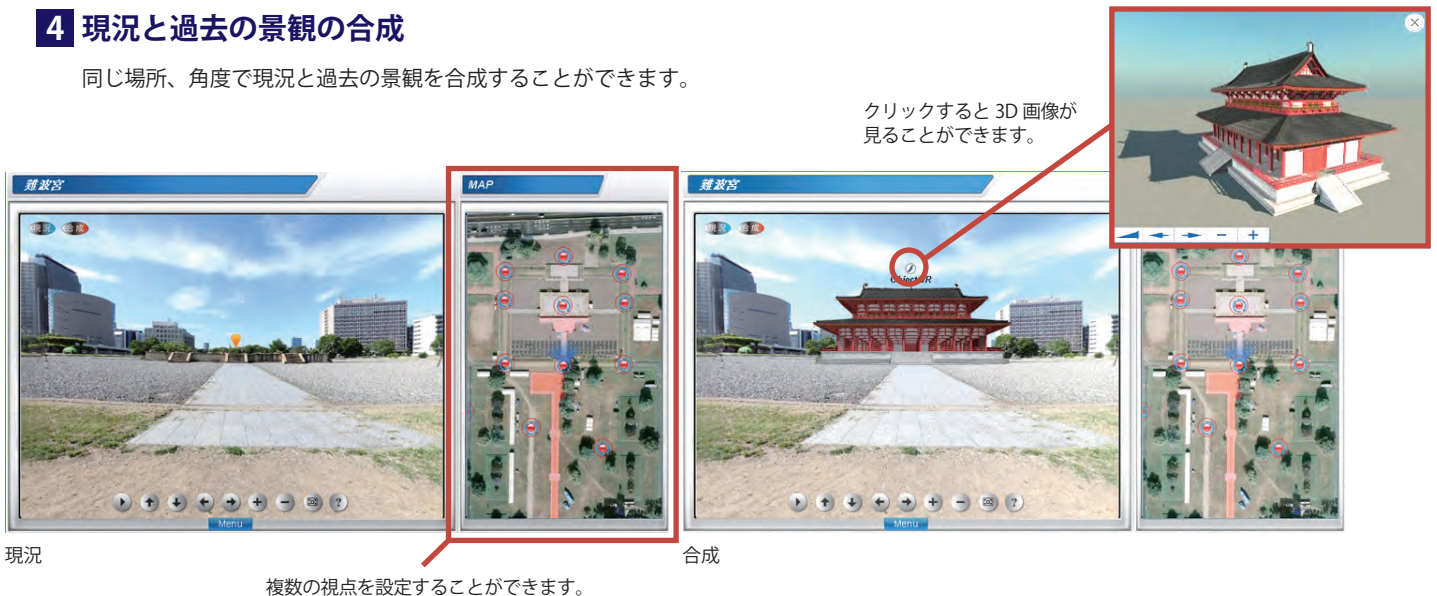 4 現況と過去の景観の合成
同じ場所、角度で現況と過去の景観を合成することができます。
クリックすると 3D 画像が
見ることができます。
難波宮
MAP
難波宮
現況 合成
現況 合成
Object VR
Menu
Menu
現況
合成
複数の視点を設定することができます。